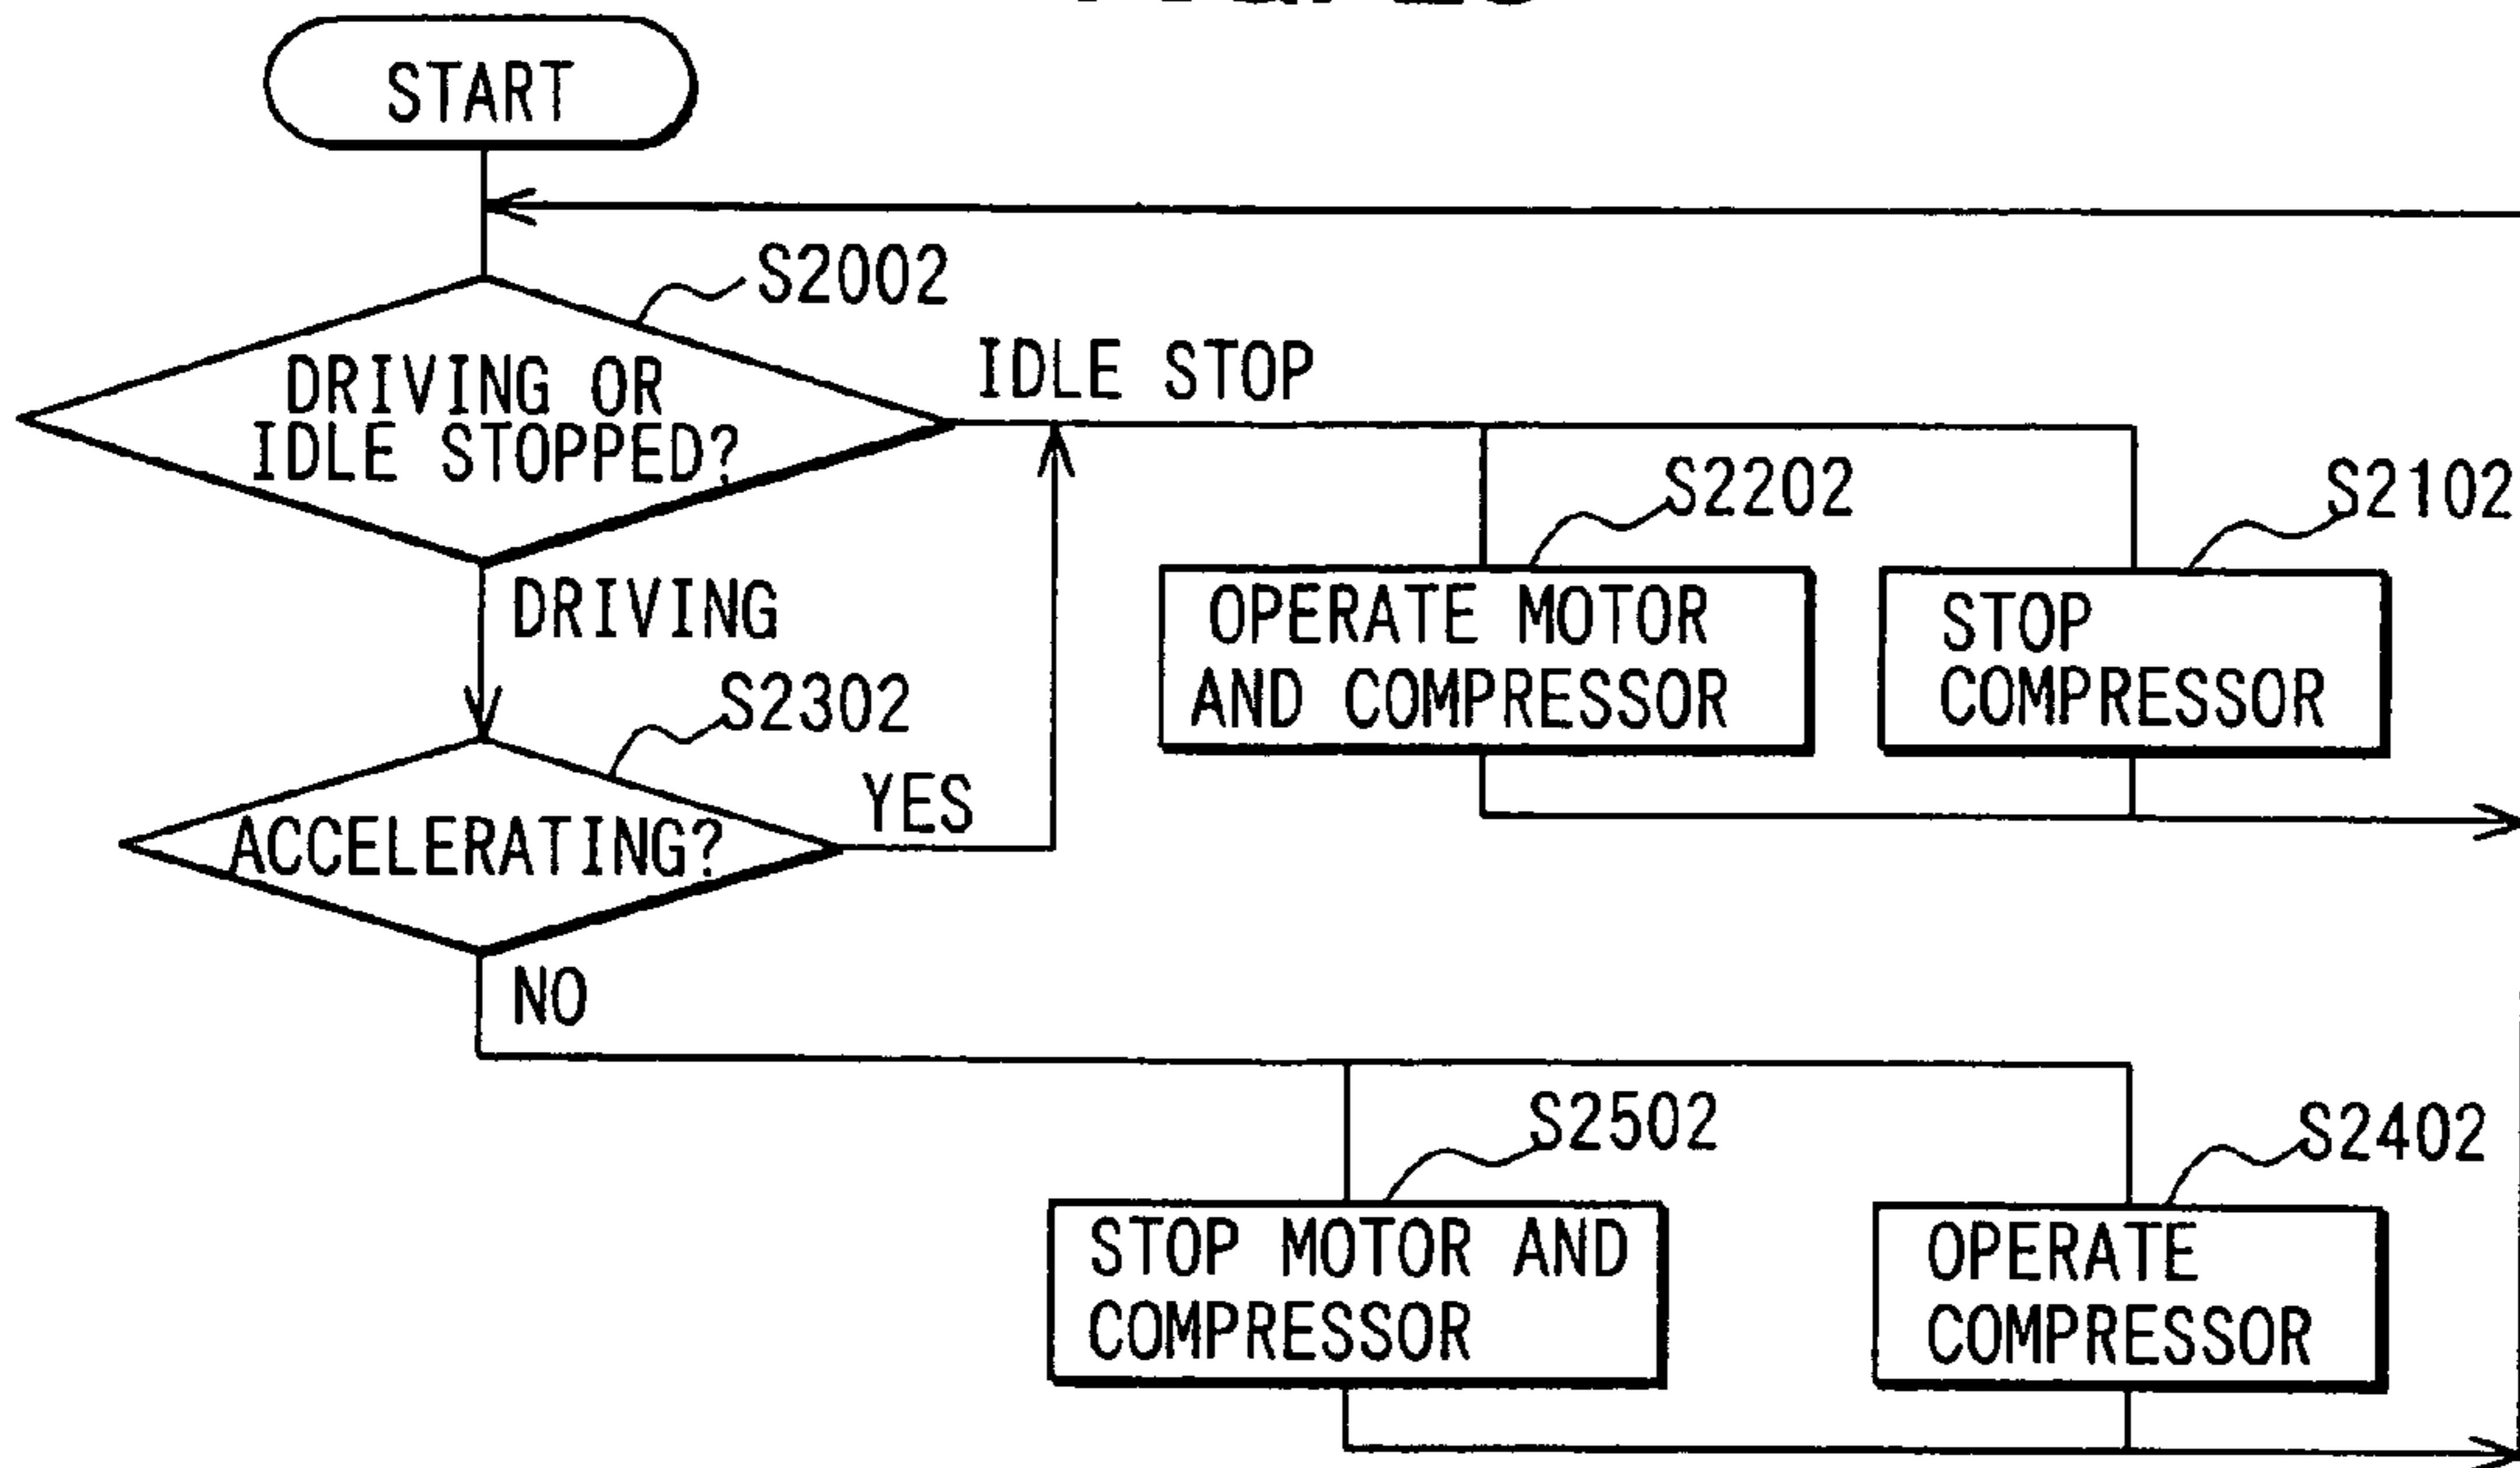 START
S2002
DRIVING OR
IDLE STOPPED?
IDLE STOP
S2202
S2102
OPERATE MOTOR
AND COMPRESSOR
STOP
COMPRESSOR
DRIVING
S2302
ACCELERATING?
YES
NO
S2502
S2402
STOP MOTOR AND
COMPRESSOR
OPERATE
COMPRESSOR